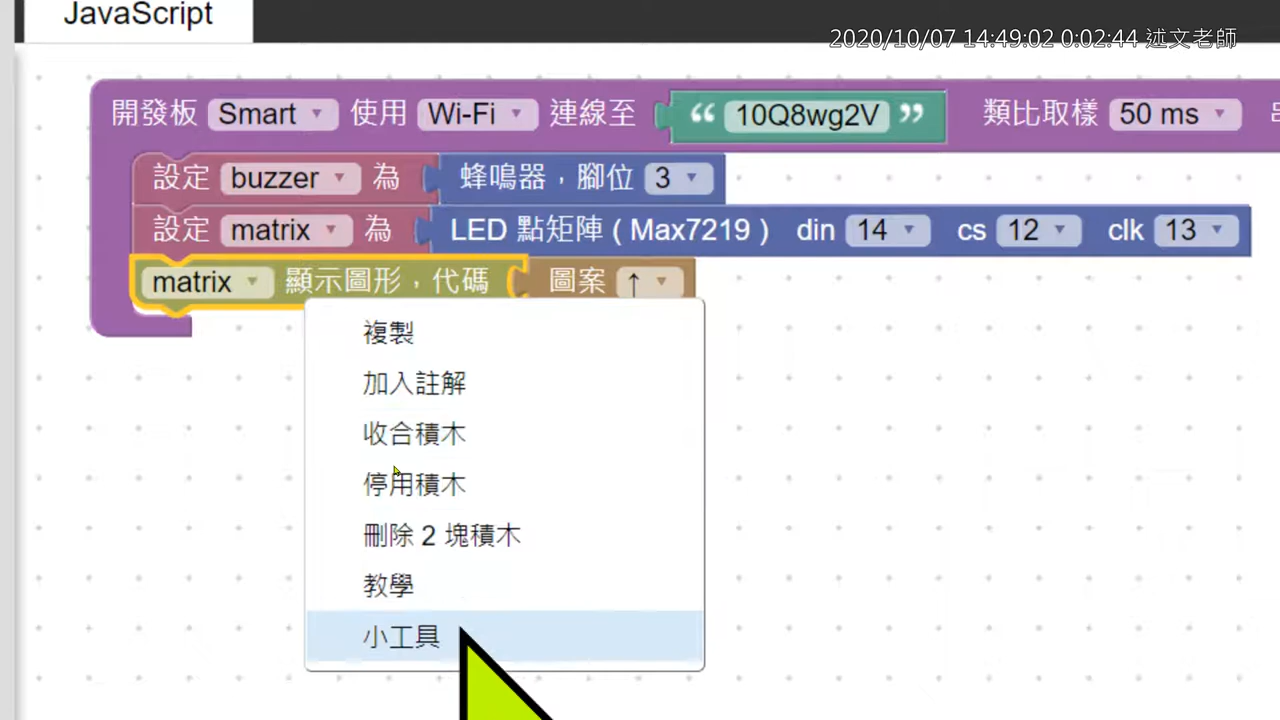 JavaScript
2020/10/07 14:49:02 0:02:44 述文老師
開發板 Smart 使用 Wi-Fi 連線至 “ 10Q8wg2V ” 類比取樣 50 ms
設定 buzzer 為 蜂鳴器，腳位 3
設定 matrix 為 LED 點矩陣 ( Max7219 ) din 14 cs 12 clk 13
matrix 顯示圖形，代碼 圖案 ↑
複製
加入註解
收合積木
停用積木
刪除 2 塊積木
教學
小工具